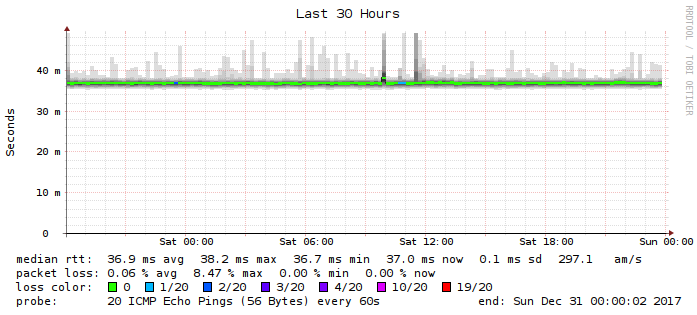 Last 30 Hours
RRDTOOL / TOBI OETIKER
Seconds
40 m
30 m
20 m
10 m
0
Sat 00:00 Sat 06:00 Sat 12:00 Sat 18:00 Sun 00:00
median rtt: 36.9 ms avg 38.2 ms max 36.7 ms min 37.0 ms now 0.1 ms sd 297.1 am/s
packet loss: 0.06 % avg 8.47 % max 0.00 % min 0.00 % now
loss color: 0 1/20 2/20 3/20 4/20 10/20 19/20
probe: 20 ICMP Echo Pings (56 Bytes) every 60s end: Sun Dec 31 00:00:02 2017